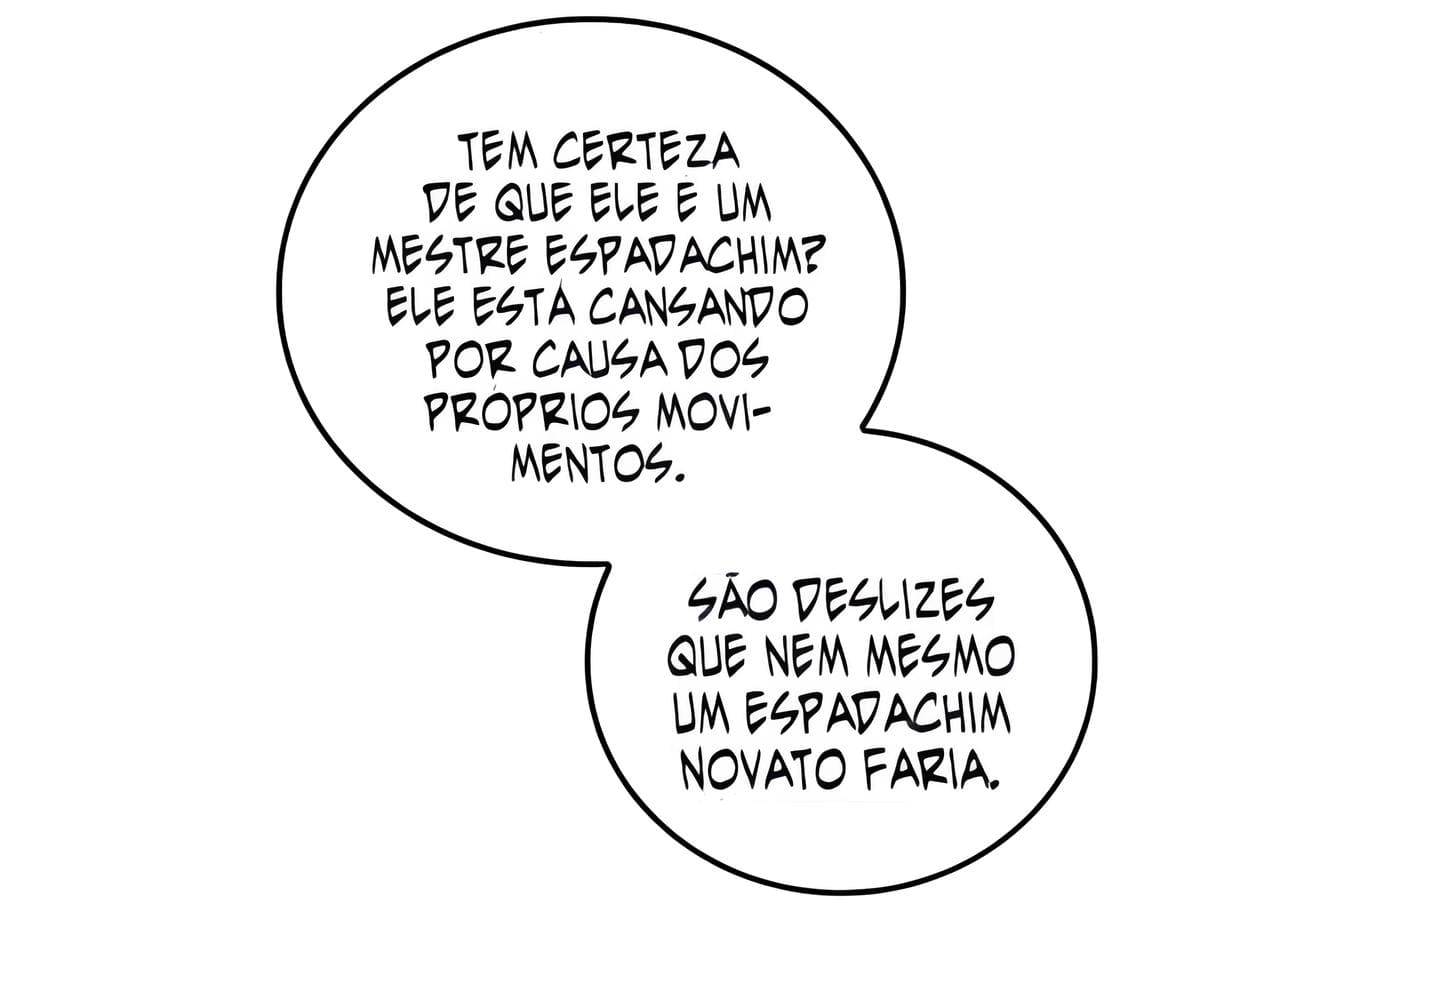 TEM CERTEZA
DE QUE ELE É UM
MESTRE ESPADACHIM?
ELE ESTÁ CANSANDO
POR CAUSA DOS
PRÓPRIOS MOVI-
MENTOS.
SÃO DESLIZES
QUE NEM MESMO
UM ESPADACHIM
NOVATO FARIA.